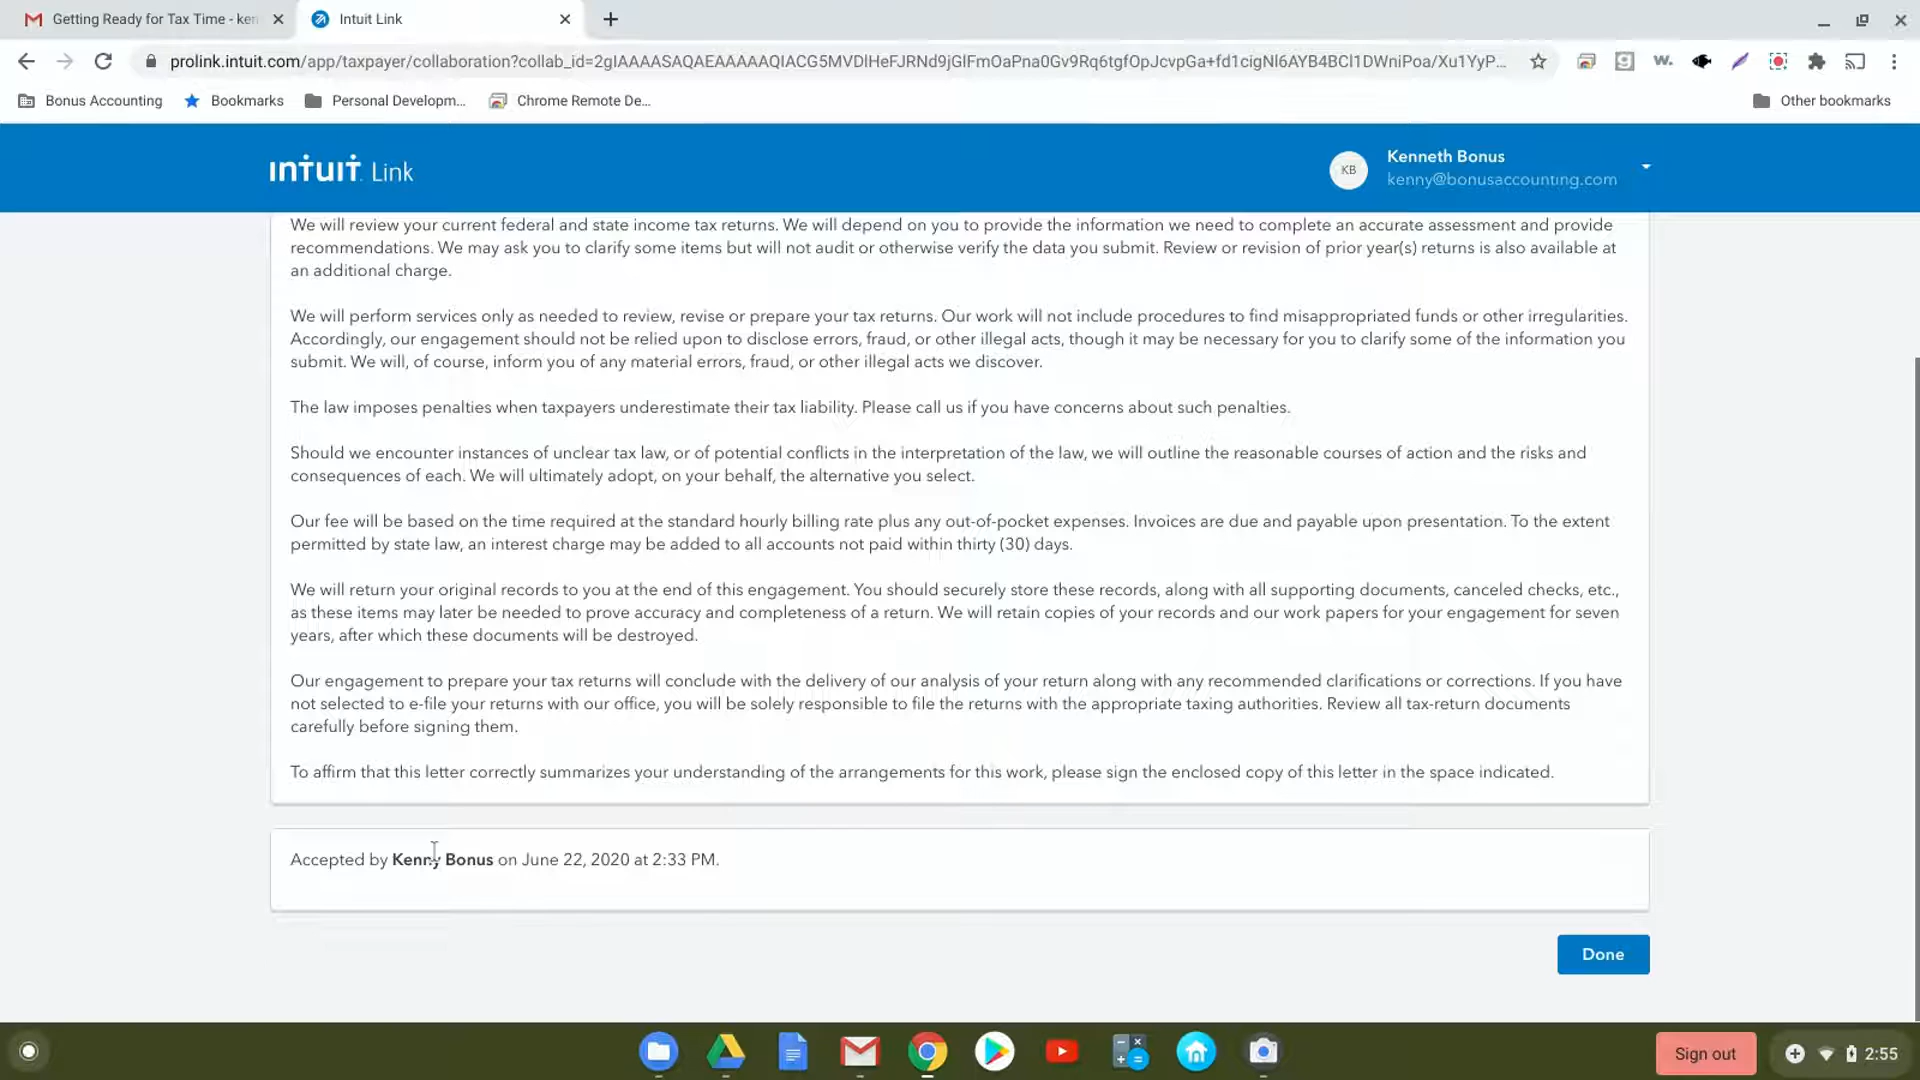 Getting Ready for Tax Time - ken
Intuit Link
prolink.intuit.com/app/taxpayer/collaboration?collab_id=2gIAAAASAQAEAAAAAQIACG5MVDlHeFJRNd9jGlFmOaPna0Gv9Rq6tgfOpJcvpGa+fd1cigNl6AYB4BCl1DWniPoa/Xu1YyP...
Bonus Accounting
Bookmarks
Personal Developm...
Chrome Remote De...
Other bookmarks
intuit Link
KB
Kenneth Bonus
kenny@bonusaccounting.com
We will review your current federal and state income tax returns. We will depend on you to provide the information we need to complete an accurate assessment and provide
recommendations. We may ask you to clarify some items but will not audit or otherwise verify the data you submit. Review or revision of prior year(s) returns is also available at
an additional charge.
We will perform services only as needed to review, revise or prepare your tax returns. Our work will not include procedures to find misappropriated funds or other irregularities.
Accordingly, our engagement should not be relied upon to disclose errors, fraud, or other illegal acts, though it may be necessary for you to clarify some of the information you
submit. We will, of course, inform you of any material errors, fraud, or other illegal acts we discover.
The law imposes penalties when taxpayers underestimate their tax liability. Please call us if you have concerns about such penalties.
Should we encounter instances of unclear tax law, or of potential conflicts in the interpretation of the law, we will outline the reasonable courses of action and the risks and
consequences of each. We will ultimately adopt, on your behalf, the alternative you select.
Our fee will be based on the time required at the standard hourly billing rate plus any out-of-pocket expenses. Invoices are due and payable upon presentation. To the extent
permitted by state law, an interest charge may be added to all accounts not paid within thirty (30) days.
We will return your original records to you at the end of this engagement. You should securely store these records, along with all supporting documents, canceled checks, etc.,
as these items may later be needed to prove accuracy and completeness of a return. We will retain copies of your records and our work papers for your engagement for seven
years, after which these documents will be destroyed.
Our engagement to prepare your tax returns will conclude with the delivery of our analysis of your return along with any recommended clarifications or corrections. If you have
not selected to e-file your returns with our office, you will be solely responsible to file the returns with the appropriate taxing authorities. Review all tax-return documents
carefully before signing them.
To affirm that this letter correctly summarizes your understanding of the arrangements for this work, please sign the enclosed copy of this letter in the space indicated.
Accepted by Kenny Bonus on June 22, 2020 at 2:33 PM.
Done
Sign out
2:55